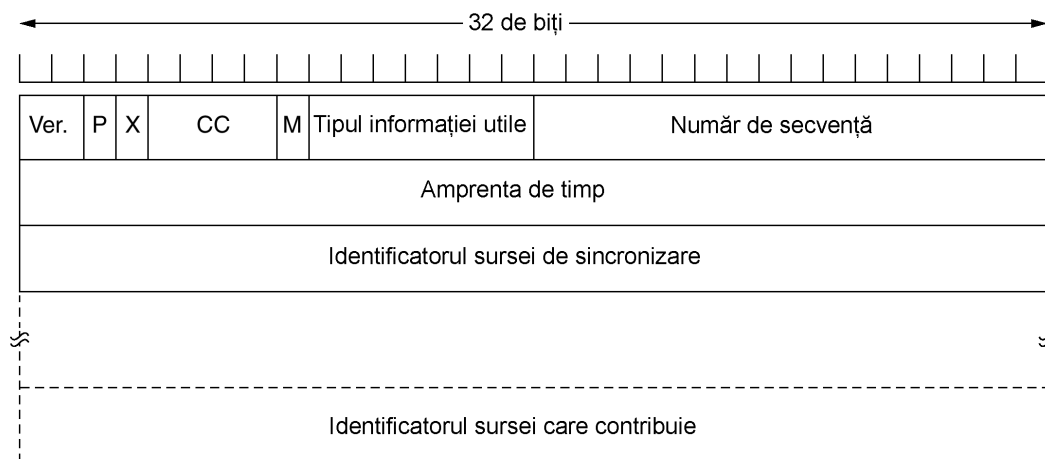 32 de biți
Ver. P X CC M Tipul informației utile Număr de secvență
Amprenta de timp
Identificatorul sursei de sincronizare
Identificatorul sursei care contribuie